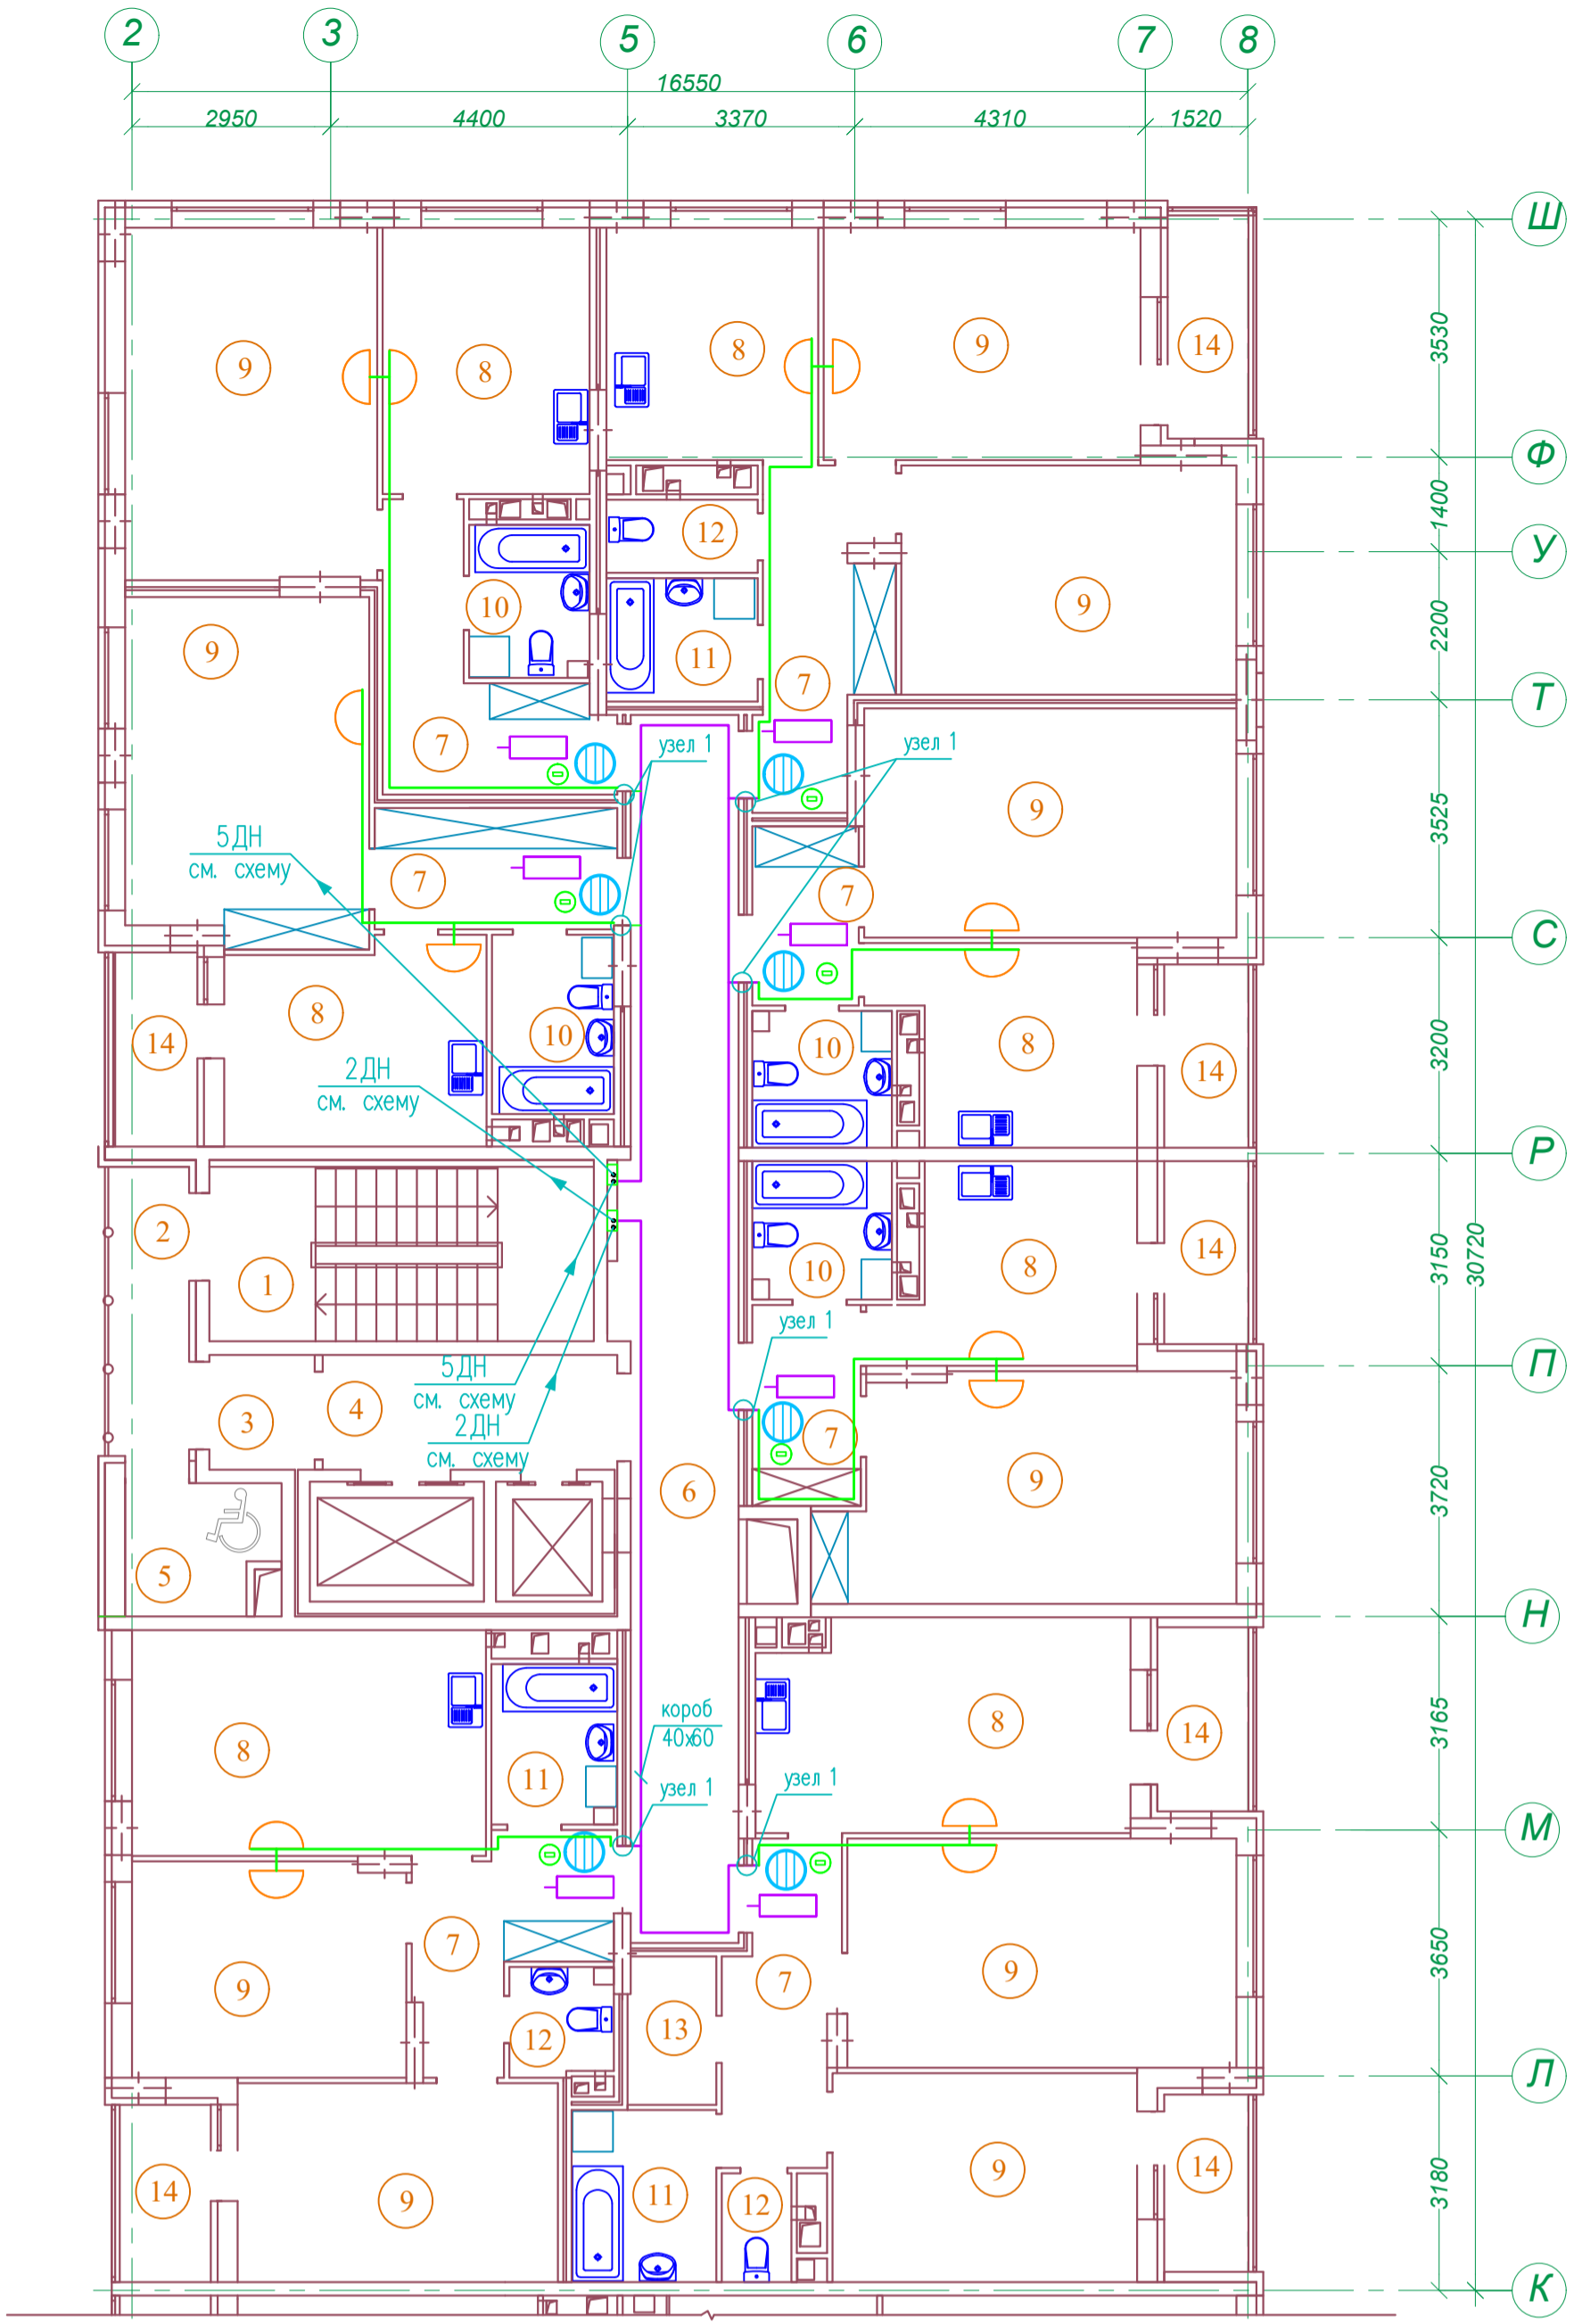 2 3 5 6 7 8
16550
2950 4400 3370 4310 1520
Ш
3530
9 8 8 9 14
Ф
1400
12
У
10 9
2200
9 11 7
Т
7 узел 1 узел 1
3525
5ДН
см. схему
9
7 7
С
8 10 8
14 10 14
3200
2ДН
см. схему
Р
2 14
3150
30720
1 10 8
узел 1
П
5ДН
см. схему
3 4 7
2ДН
см. схему
6 9
3720
5
Н
короб
40х60
8 8 14
3165
11 узел 1 узел 1
М
7 9
9 7
3650
12 13
Л
14 9 11 12 9 14
3180
К